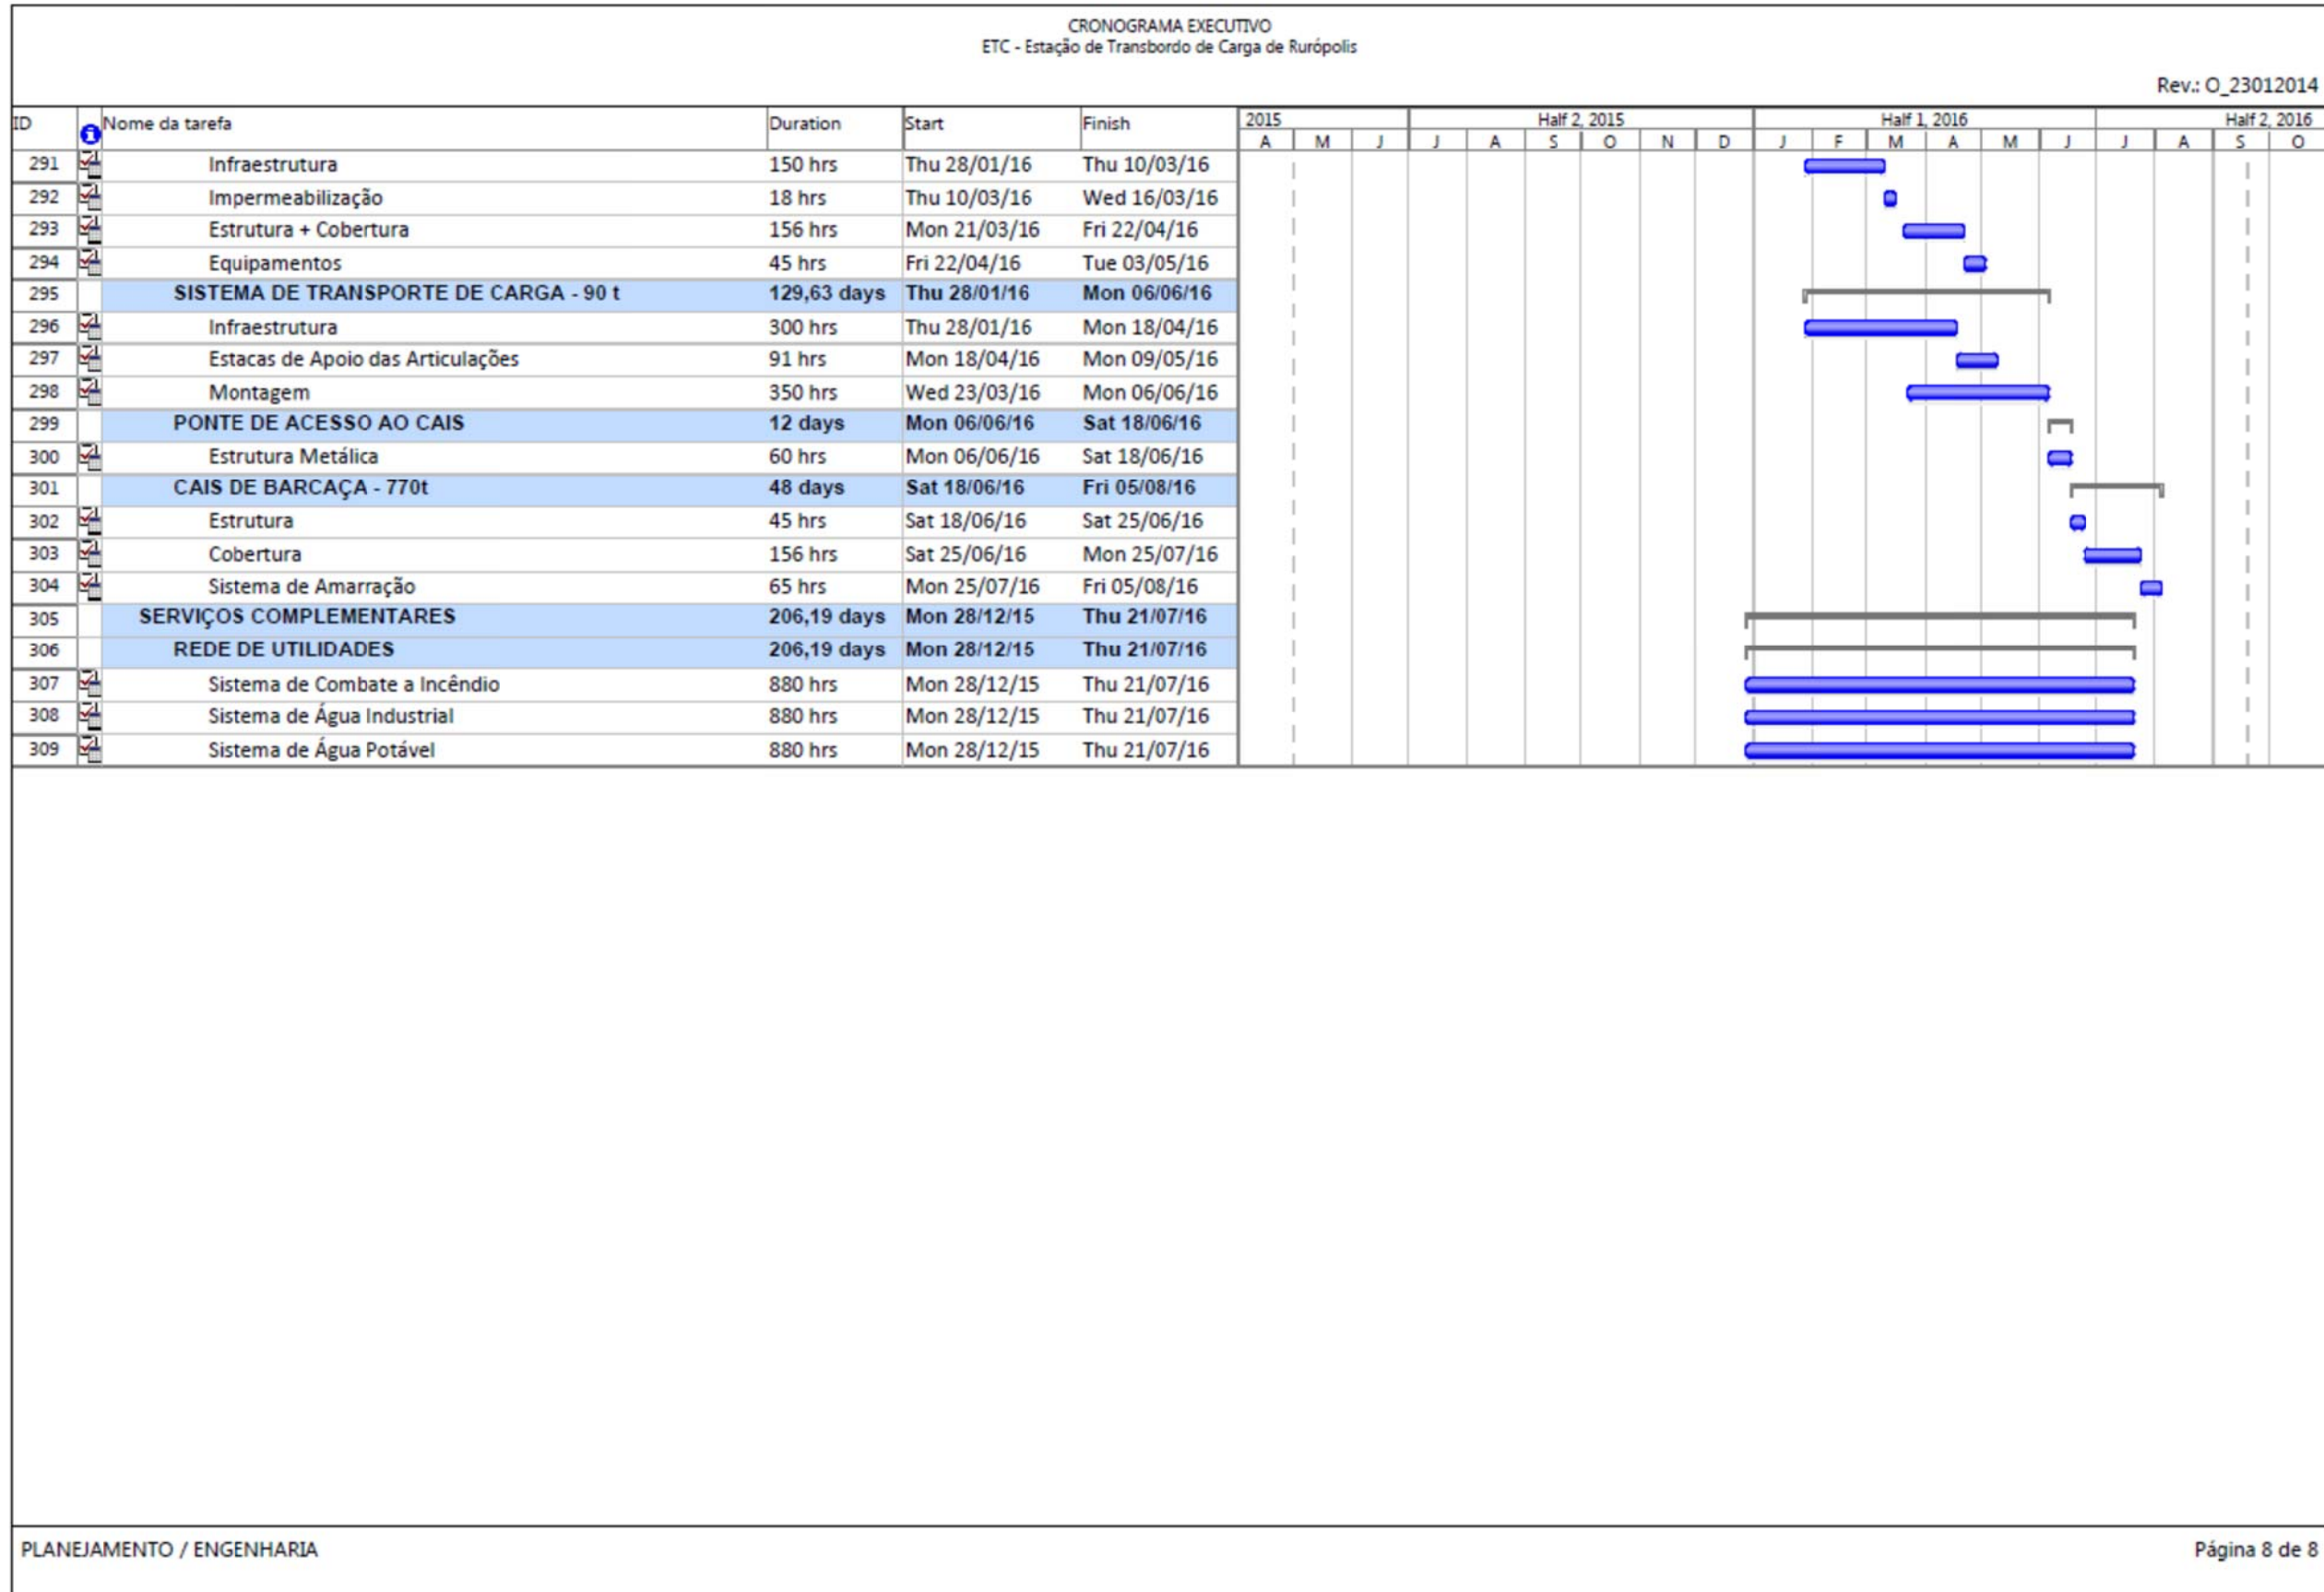 CRONOGRAMA EXECUTIVO
ETC - Estação de Transbordo de Carga de Rurópolis
Rev.: O_23012014
ID Nome da tarefa Duration Start Finish 2015 Half 2, 2015 Half 1, 2016 Half 2, 2016
A M J J A S O N D J F M A M J J A S O
291 Infraestrutura 150 hrs Thu 28/01/16 Thu 10/03/16
292 Impermeabilização 18 hrs Thu 10/03/16 Wed 16/03/16
293 Estrutura + Cobertura 156 hrs Mon 21/03/16 Fri 22/04/16
294 Equipamentos 45 hrs Fri 22/04/16 Tue 03/05/16
295 SISTEMA DE TRANSPORTE DE CARGA - 90 t 129,63 days Thu 28/01/16 Mon 06/06/16
296 Infraestrutura 300 hrs Thu 28/01/16 Mon 18/04/16
297 Estacas de Apoio das Articulações 91 hrs Mon 18/04/16 Mon 09/05/16
298 Montagem 350 hrs Wed 23/03/16 Mon 06/06/16
299 PONTE DE ACESSO AO CAIS 12 days Mon 06/06/16 Sat 18/06/16
300 Estrutura Metálica 60 hrs Mon 06/06/16 Sat 18/06/16
301 CAIS DE BARCAÇA - 770t 48 days Sat 18/06/16 Fri 05/08/16
302 Estrutura 45 hrs Sat 18/06/16 Sat 25/06/16
303 Cobertura 156 hrs Sat 25/06/16 Mon 25/07/16
304 Sistema de Amarração 65 hrs Mon 25/07/16 Fri 05/08/16
305 SERVIÇOS COMPLEMENTARES 206,19 days Mon 28/12/15 Thu 21/07/16
306 REDE DE UTILIDADES 206,19 days Mon 28/12/15 Thu 21/07/16
307 Sistema de Combate a Incêndio 880 hrs Mon 28/12/15 Thu 21/07/16
308 Sistema de Água Industrial 880 hrs Mon 28/12/15 Thu 21/07/16
309 Sistema de Água Potável 880 hrs Mon 28/12/15 Thu 21/07/16
PLANEJAMENTO / ENGENHARIA
Página 8 de 8